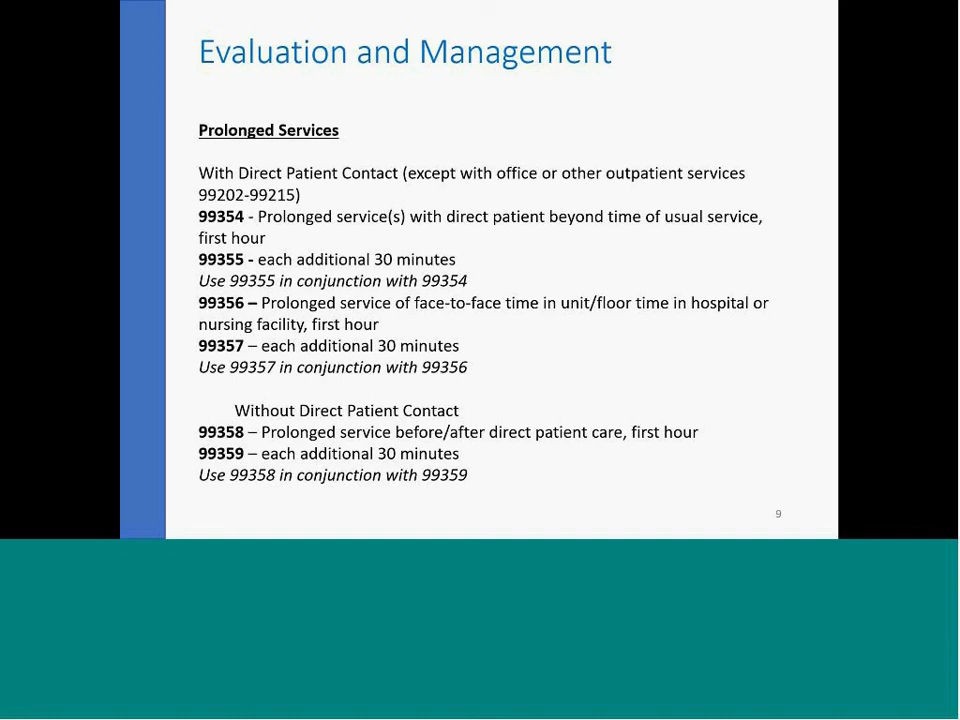 Evaluation and Management
Prolonged Services
With Direct Patient Contact (except with office or other outpatient services
99202-99215)
99354 - Prolonged service(s) with direct patient beyond time of usual service,
first hour
99355 - each additional 30 minutes
Use 99355 in conjunction with 99354
99356 – Prolonged service of face-to-face time in unit/floor time in hospital or
nursing facility, first hour
99357 – each additional 30 minutes
Use 99357 in conjunction with 99356
Without Direct Patient Contact
99358 – Prolonged service before/after direct patient care, first hour
99359 – each additional 30 minutes
Use 99358 in conjunction with 99359
9